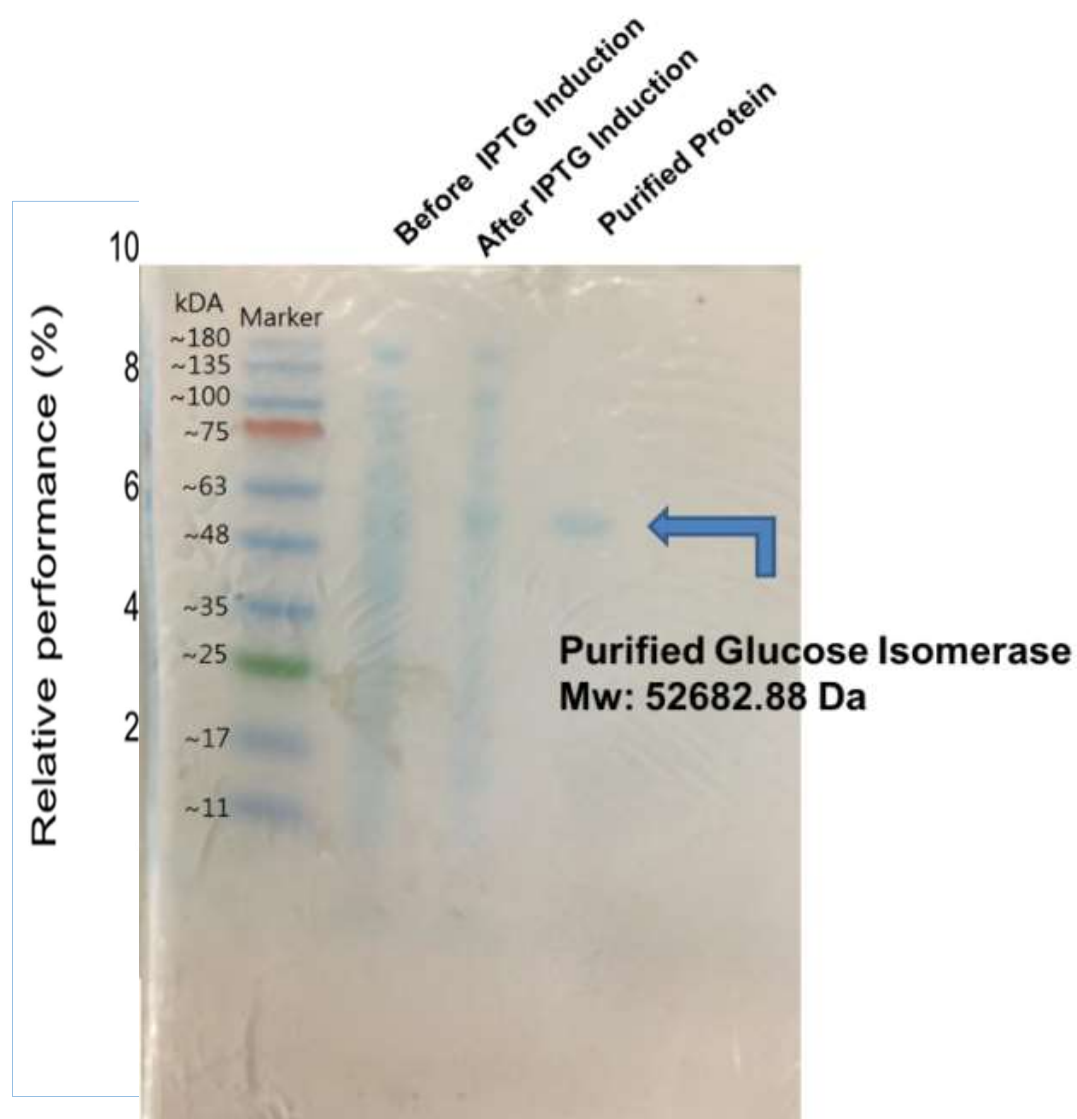 Before IPTG Induction
After IPTG Induction
Purified Protein
Relative performance (%)
10
8
6
4
2
kDA
Marker
~180
~135
~100
~75
~63
~48
~35
~25
~17
~11
Purified Glucose Isomerase
Mw: 52682.88 Da